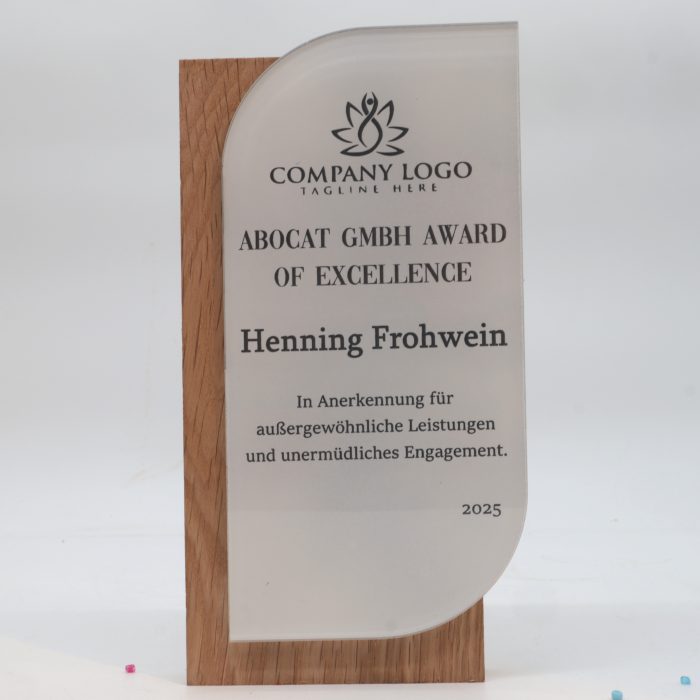 COMPANY LOGO
TAGLINE HERE
ABOCAT GMBH AWARD
OF EXCELLENCE
Henning Frohwein
In Anerkennung für
außergewöhnliche Leistungen
und unermüdliches Engagement.
2025